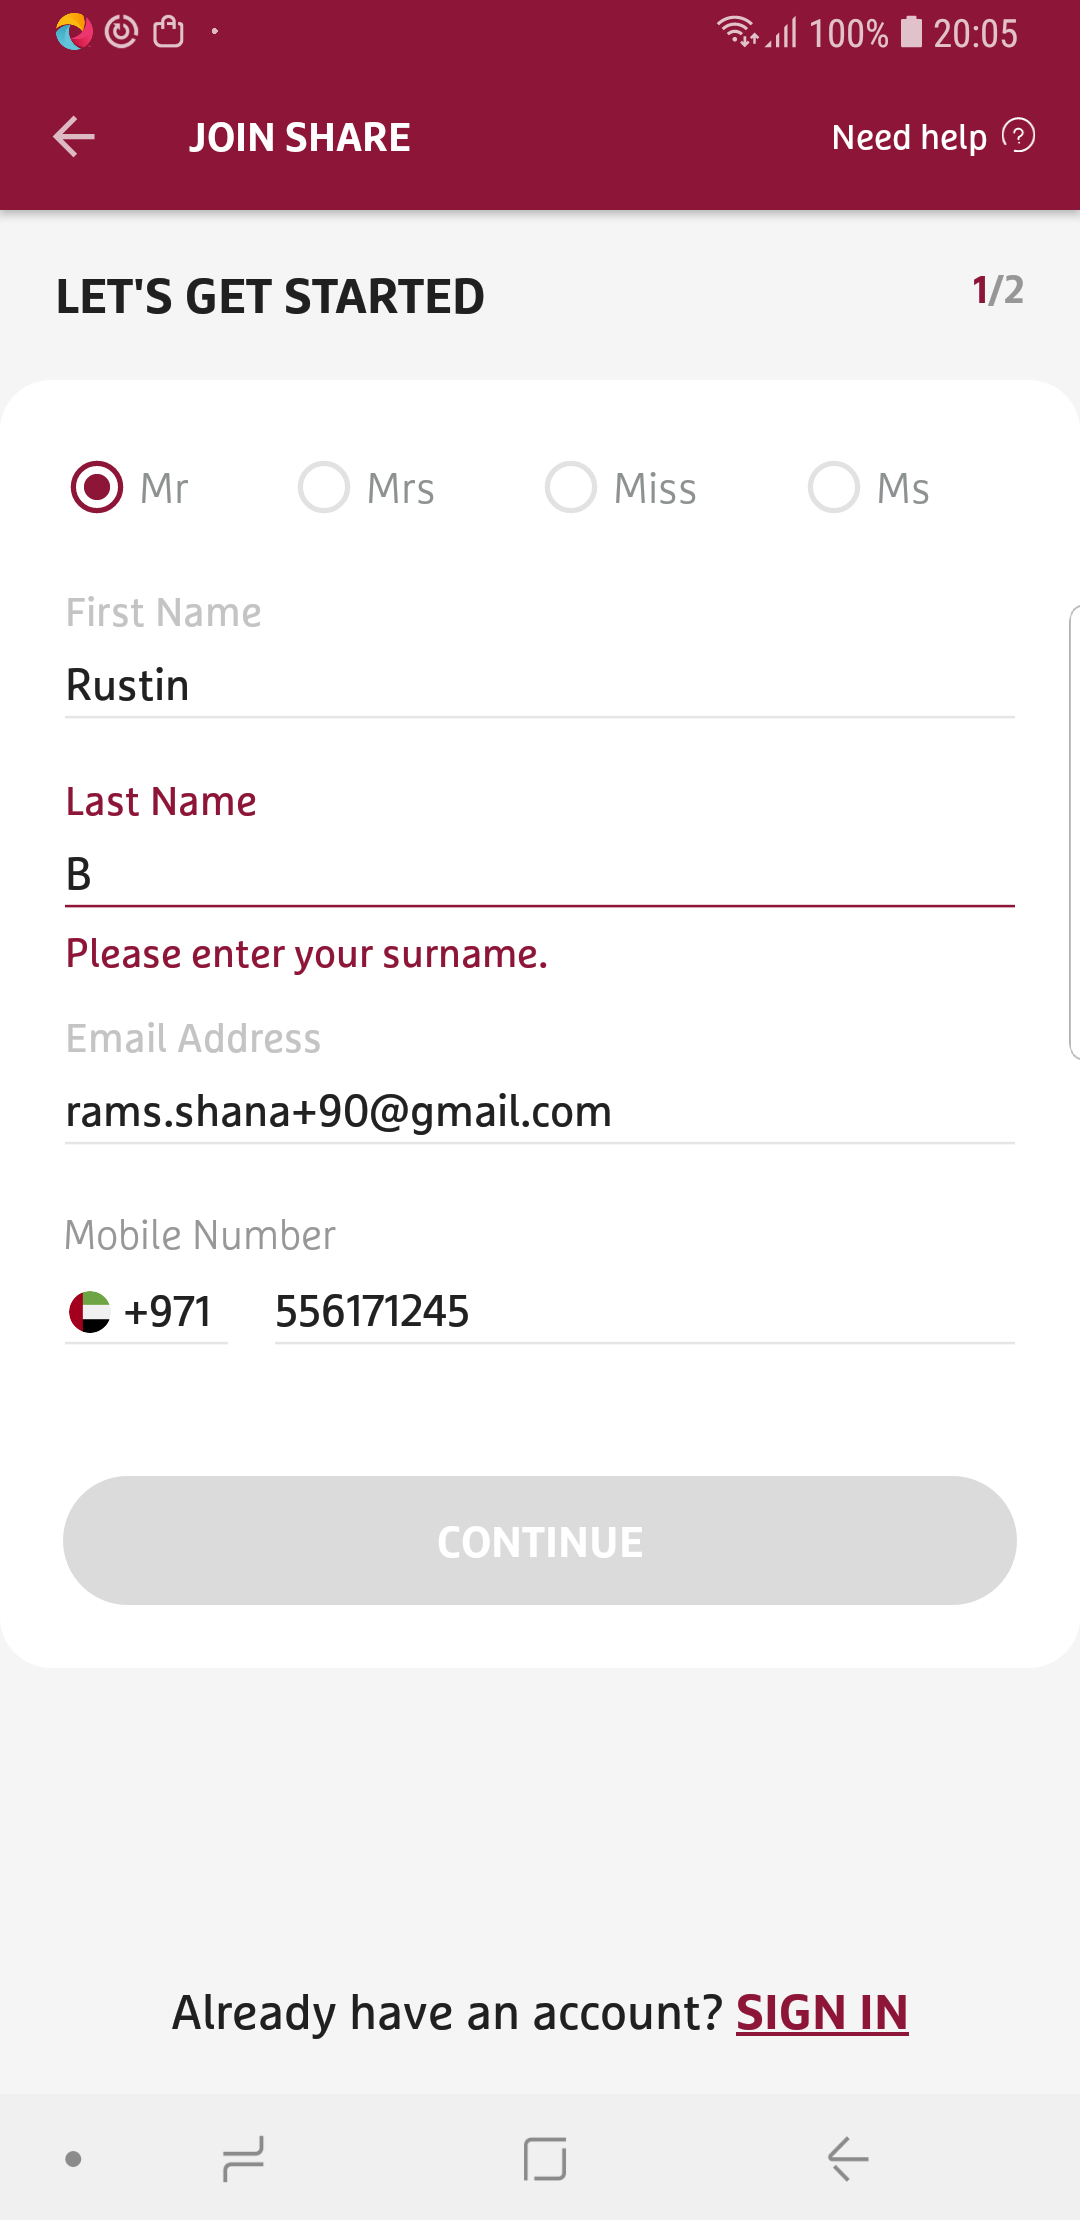 100% 20:05
JOIN SHARE Need help ?
LET'S GET STARTED 1/2
Mr Mrs Miss Ms
First Name
Rustin
Last Name
B
Please enter your surname.
Email Address
rams.shana+90@gmail.com
Mobile Number
+971 556171245
CONTINUE
Already have an account? SIGN IN